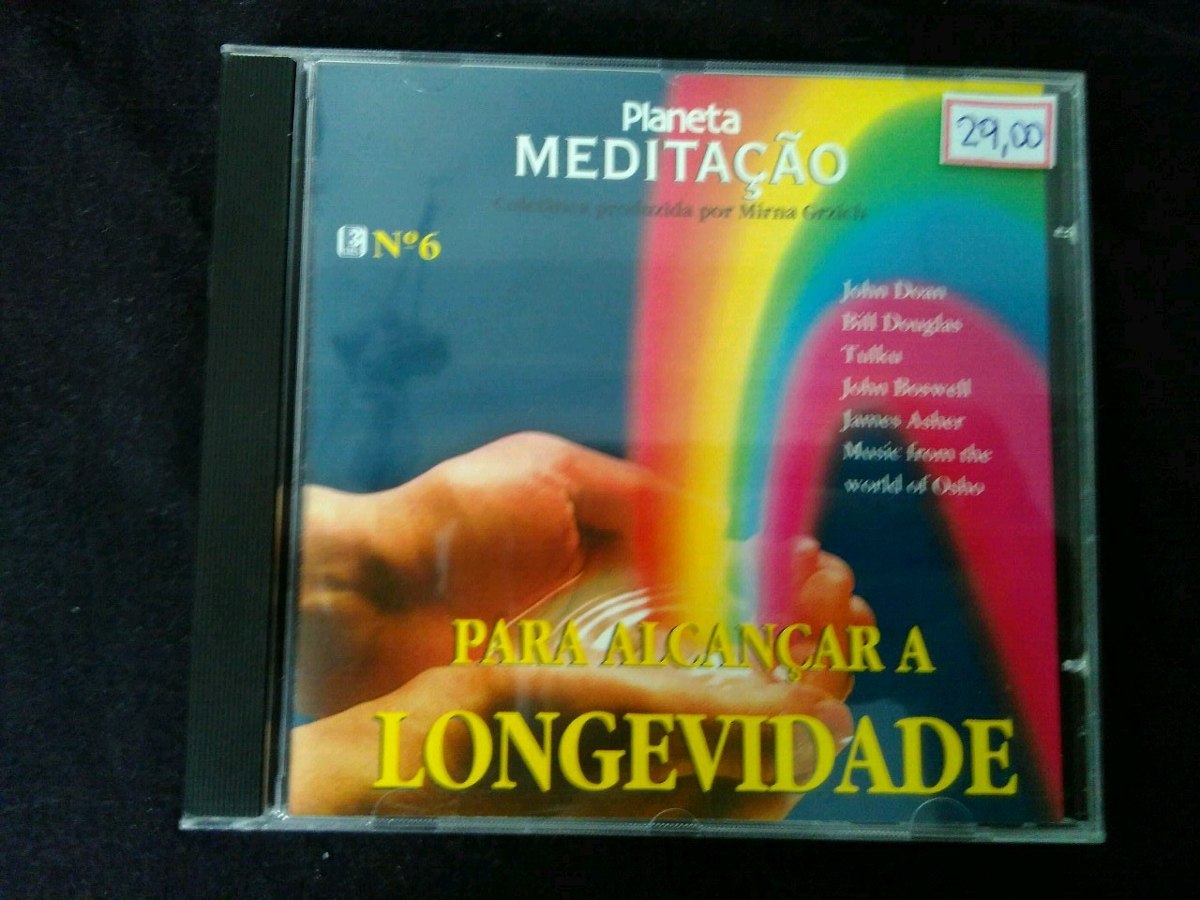 Planeta
MEDITAÇÃO
Coletânea produzida por Mirna Grzich
29,00
3 Nº6
John Doan
Bill Douglas
Tulku
John Boswell
James Asher
Music from the
world of Osho
PARA ALCANÇAR A
LONGEVIDADE